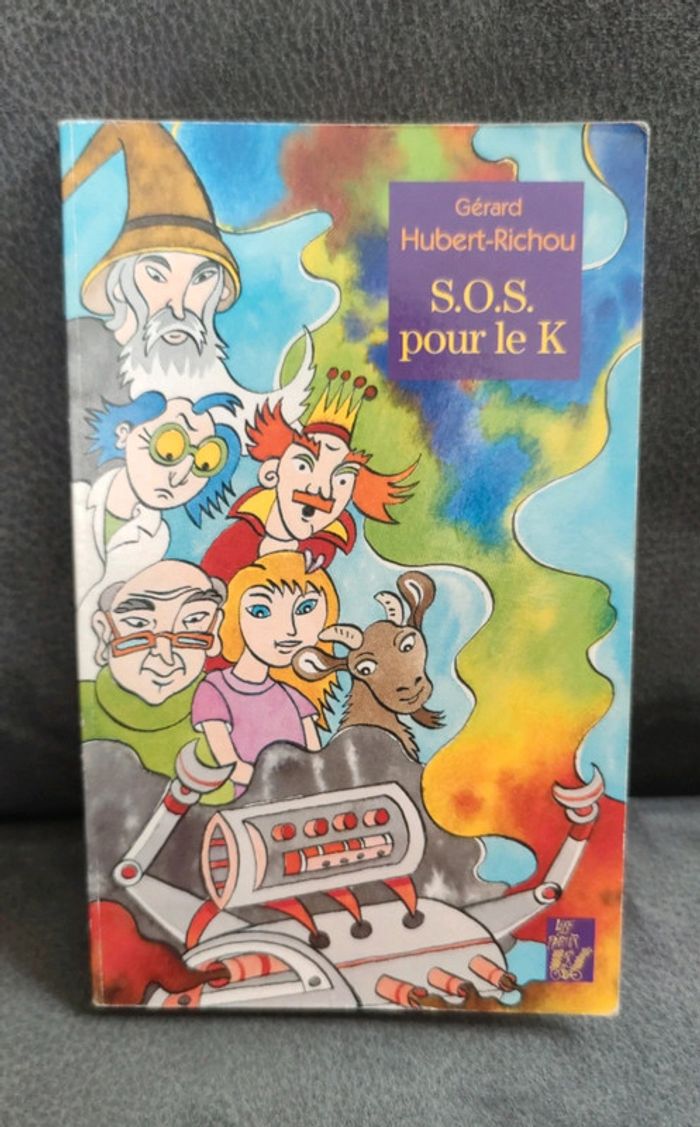 Gérard
Hubert-Richou
S.O.S.
pour le K